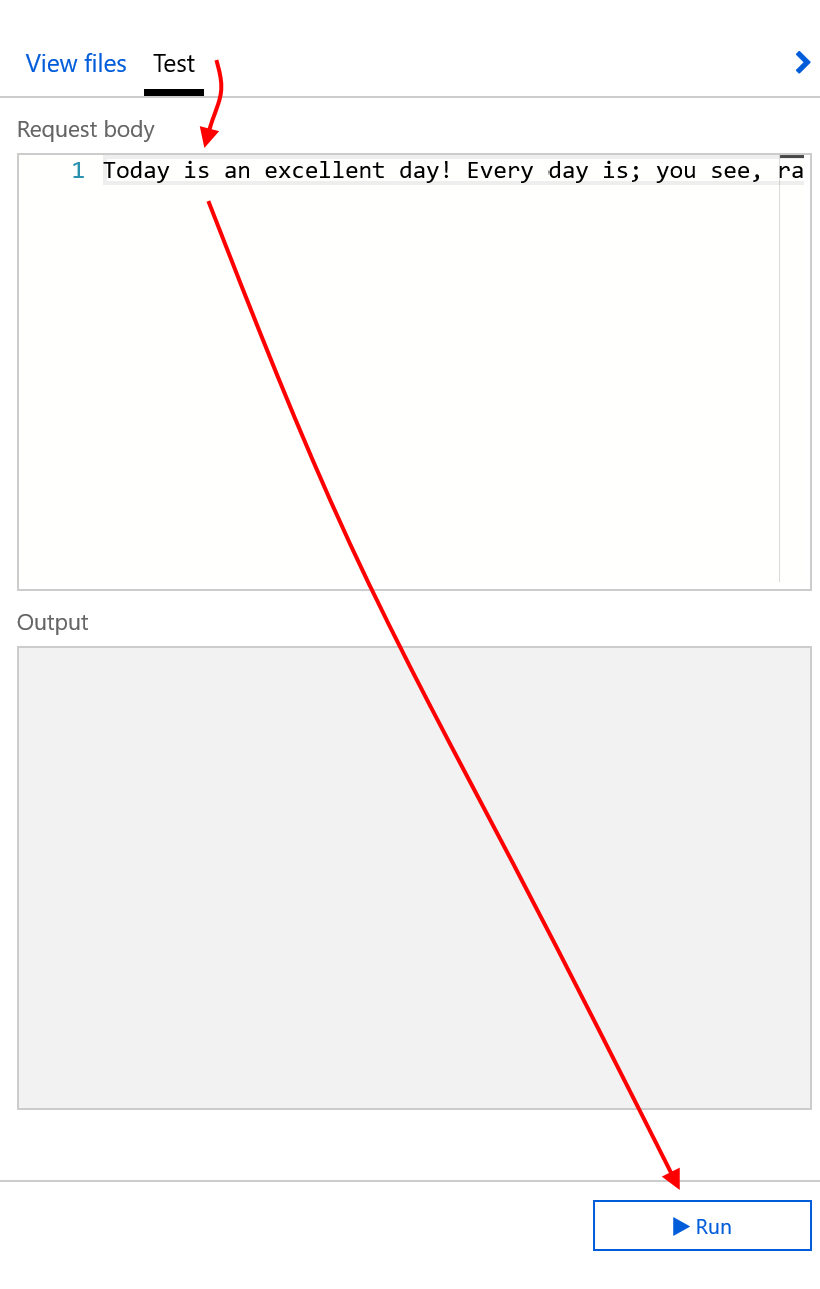 View files Test
Request body
1 Today is an excellent day! Every day is; you see, ra
Output
Run